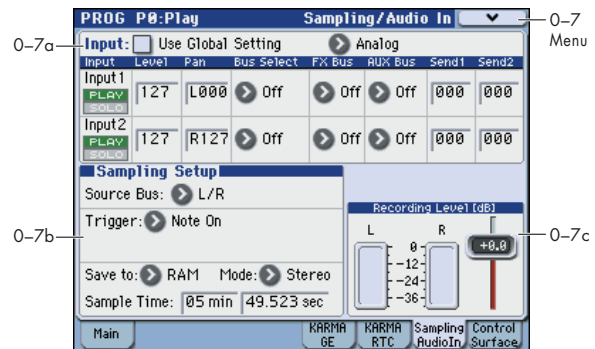 PROG P0:Play Sampling/Audio In
0–7
Menu
0–7a
Input: Use Global Setting Analog
Input Level Pan Bus Select FX Bus AUX Bus Send1 Send2
Input1
PLAY 127 L000 Off Off Off 000 000
SOLO
Input2
PLAY 127 R127 Off Off Off 000 000
SOLO
Sampling Setup
Source Bus: L/R
Trigger: Note On
0–7b
Save to: RAM Mode: Stereo
Sample Time: 05 min 49.523 sec
Recording Level [dB]
L R
0
-12
-24
-36
+0.0
0–7c
Main
KARMA GE
KARMA RTC
Sampling AudioIn
Control Surface